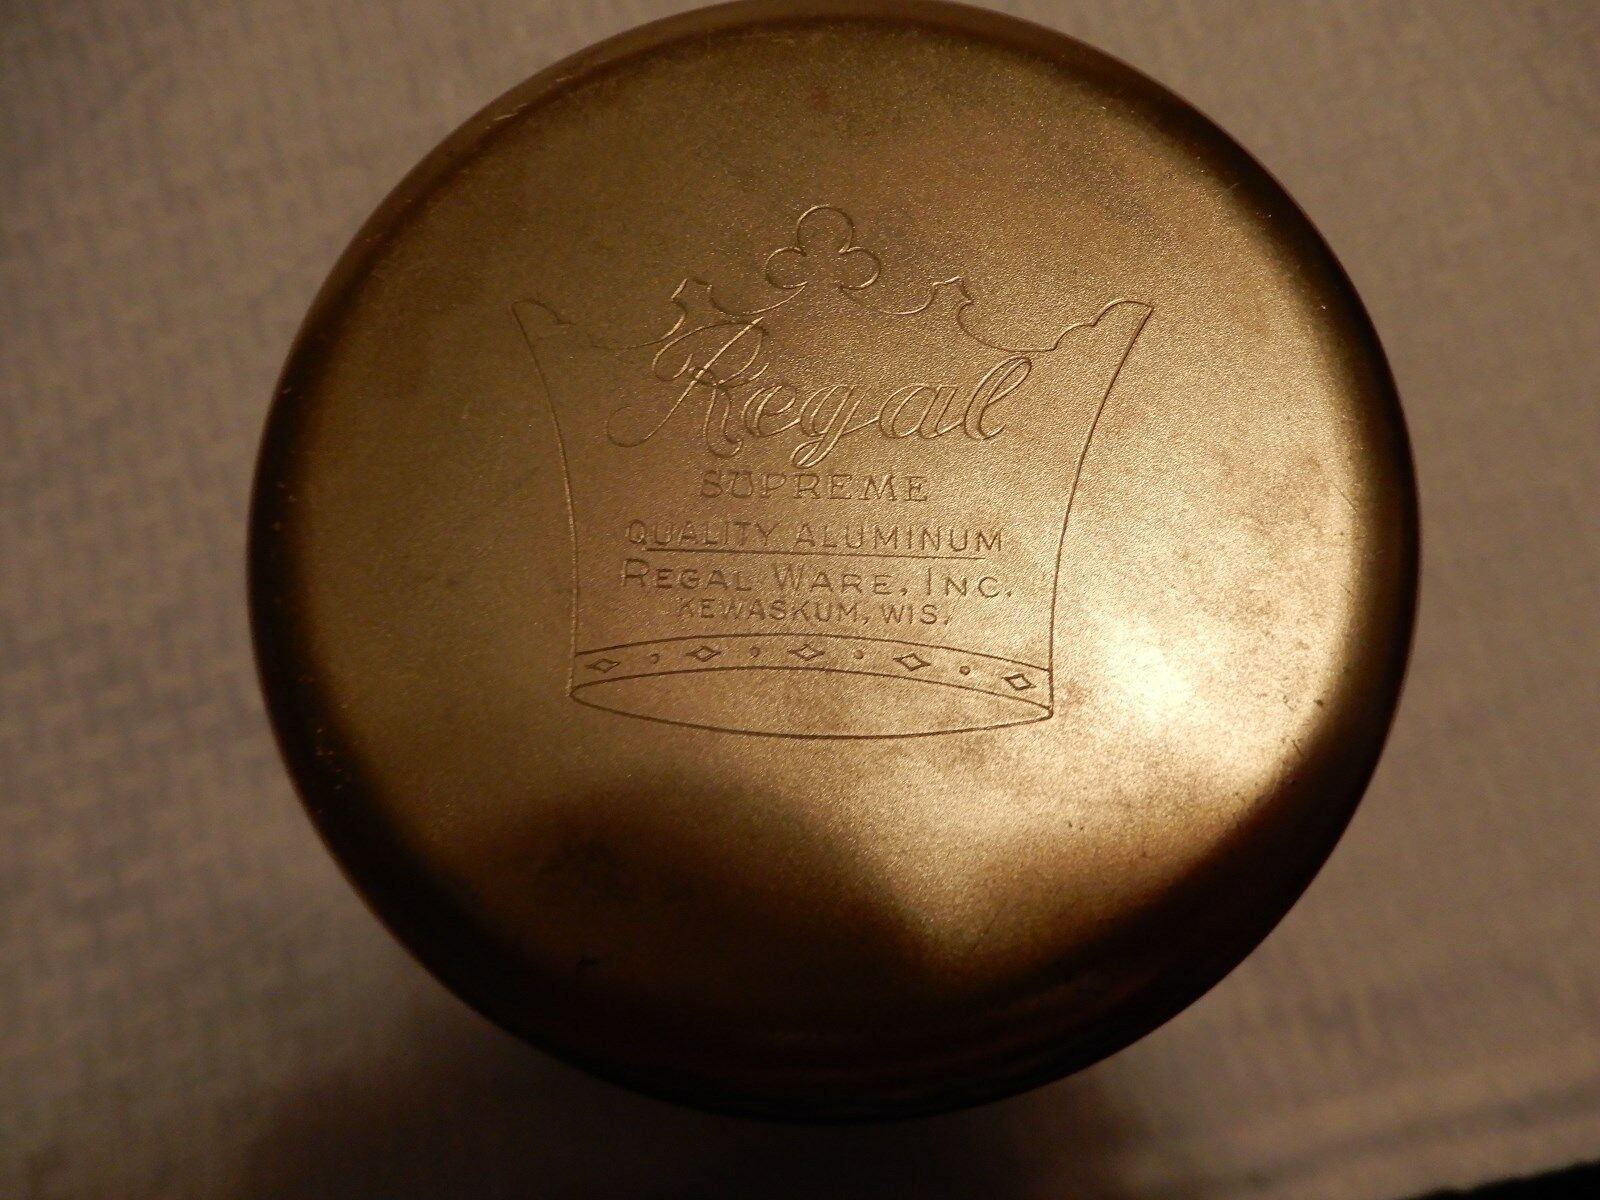 Regal
SUPREME
QUALITY ALUMINUM
REGAL WARE, INC.
KEWASKUM, WIS.